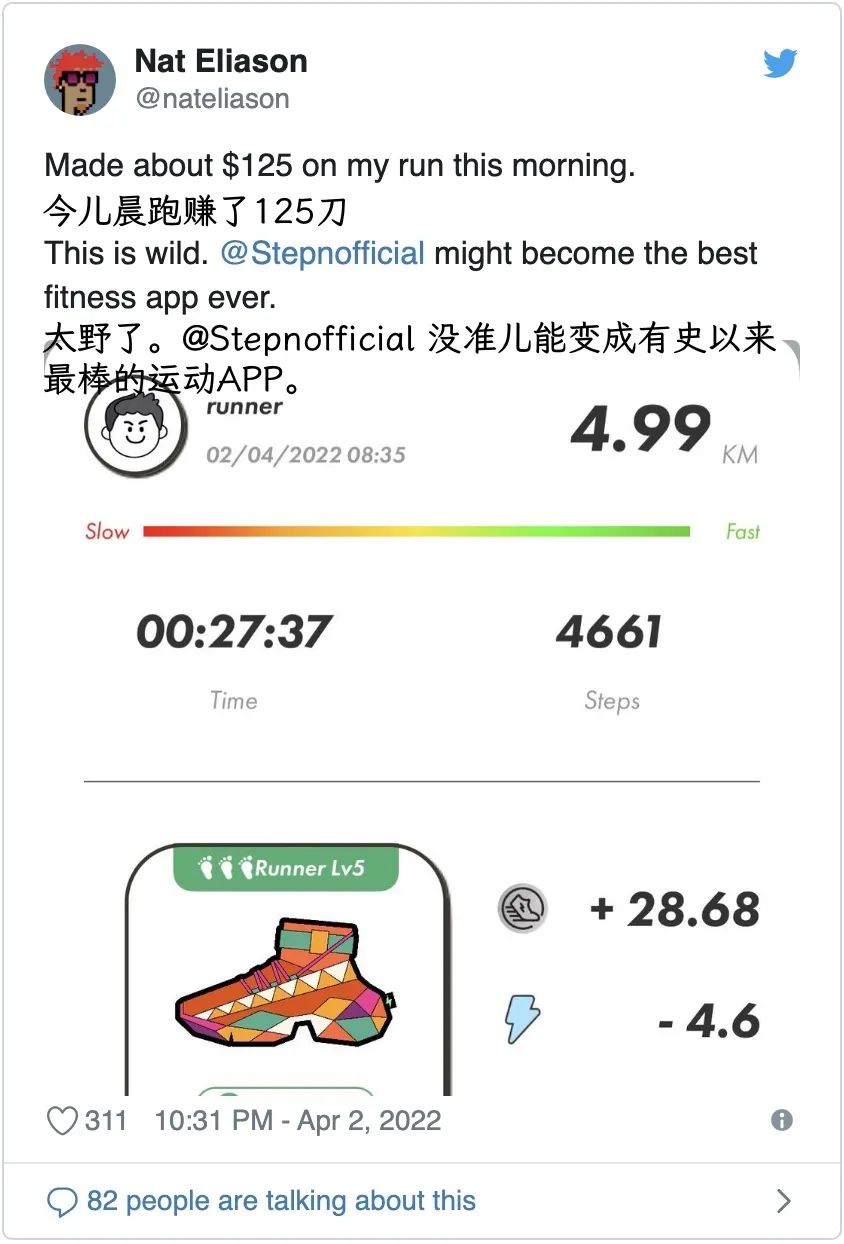 Nat Eliason
@nateliason
Made about $125 on my run this morning.
今儿晨跑赚了125刀
This is wild. @Stepnofficial might become the best
fitness app ever.
太野了。@Stepnofficial 没准儿能变成有史以来
最棒的运动APP。
runner
02/04/2022 08:35
4.99
KM
Slow
Fast
00:27:37
4661
Time
Steps
Runner Lv5
+ 28.68
- 4.6
311 10:31 PM - Apr 2, 2022
82 people are talking about this